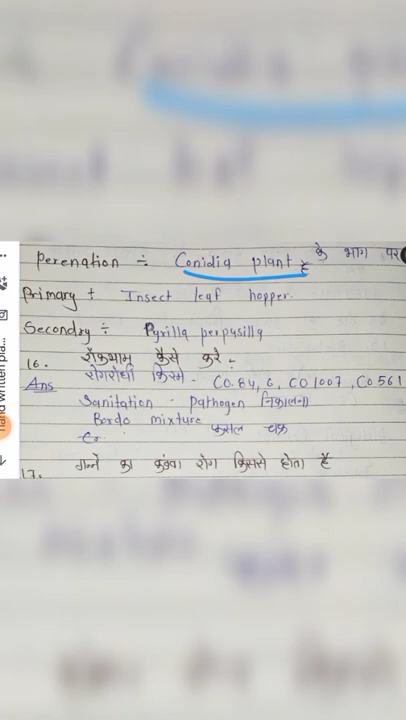 Perenation ÷ Conidia plant के भाग पर है
Primary + Insect leaf hopper.
Secondry ÷ Pyrilla perpusilla
16. रोकथाम कैसे करे -
Ans रोगरोधी किस्म - CO. 84, 6, CO 1007, CO 561
Sanitation - Pathogen निकालना
Bordo mixture फसल चक्र
17. गन्ने का कंडवा रोग किससे होता है